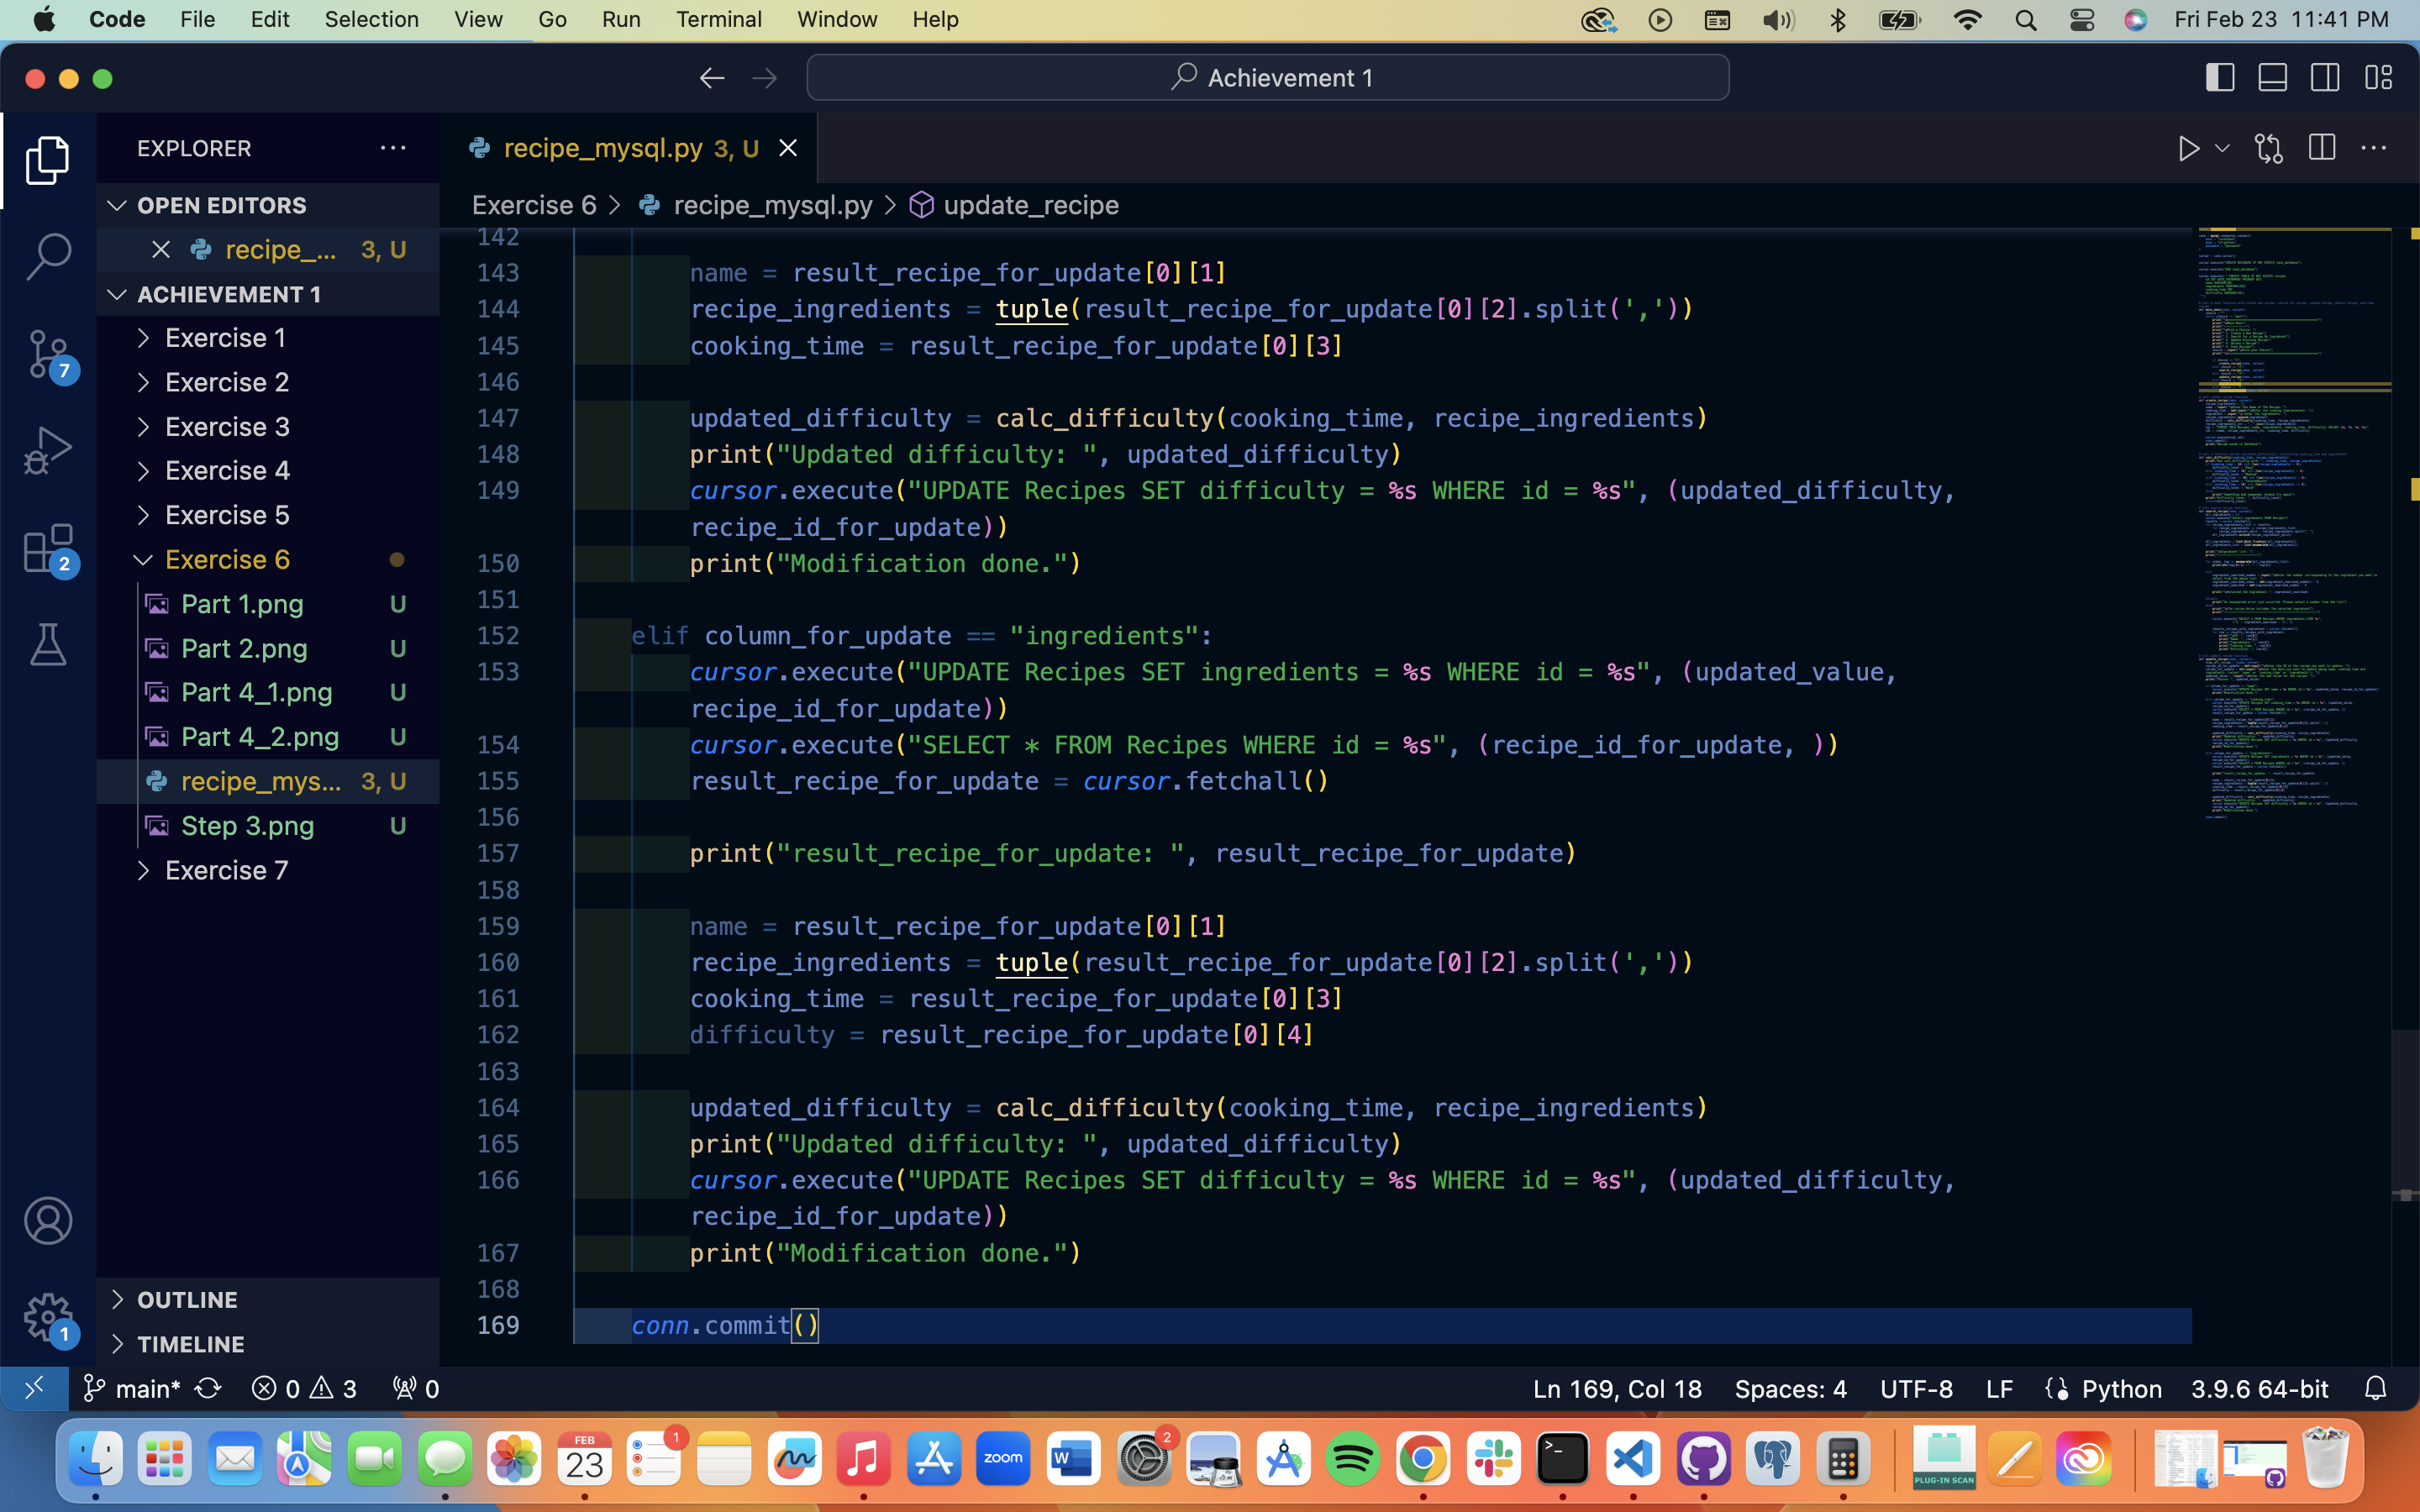 Code File Edit Selection View Go Run Terminal Window Help Fri Feb 23 11:41 PM
Achievement 1
EXPLORER
recipe_mysql.py 3, U
OPEN EDITORS
Exercise 6 > recipe_mysql.py > update_recipe
recipe_... 3, U
ACHIEVEMENT 1
Exercise 1
Exercise 2
Exercise 3
Exercise 4
Exercise 5
Exercise 6
Part 1.png U
Part 2.png U
Part 4_1.png U
Part 4_2.png U
recipe_mys... 3, U
Step 3.png U
Exercise 7
OUTLINE
TIMELINE
7
2
1
142
143 name = result_recipe_for_update[0][1]
144 recipe_ingredients = tuple(result_recipe_for_update[0][2].split(','))
145 cooking_time = result_recipe_for_update[0][3]
146
147 updated_difficulty = calc_difficulty(cooking_time, recipe_ingredients)
148 print("Updated difficulty: ", updated_difficulty)
149 cursor.execute("UPDATE Recipes SET difficulty = %s WHERE id = %s", (updated_difficulty,
recipe_id_for_update))
150 print("Modification done.")
151
152 elif column_for_update == "ingredients":
153 cursor.execute("UPDATE Recipes SET ingredients = %s WHERE id = %s", (updated_value,
recipe_id_for_update))
154 cursor.execute("SELECT * FROM Recipes WHERE id = %s", (recipe_id_for_update, ))
155 result_recipe_for_update = cursor.fetchall()
156
157 print("result_recipe_for_update: ", result_recipe_for_update)
158
159 name = result_recipe_for_update[0][1]
160 recipe_ingredients = tuple(result_recipe_for_update[0][2].split(','))
161 cooking_time = result_recipe_for_update[0][3]
162 difficulty = result_recipe_for_update[0][4]
163
164 updated_difficulty = calc_difficulty(cooking_time, recipe_ingredients)
165 print("Updated difficulty: ", updated_difficulty)
166 cursor.execute("UPDATE Recipes SET difficulty = %s WHERE id = %s", (updated_difficulty,
recipe_id_for_update))
167 print("Modification done.")
168
169 conn.commit()
main* 0 3 0 Ln 169, Col 18 Spaces: 4 UTF-8 LF Python 3.9.6 64-bit
FEB
23
1
zoom
W
2
PLUG-IN SCAN